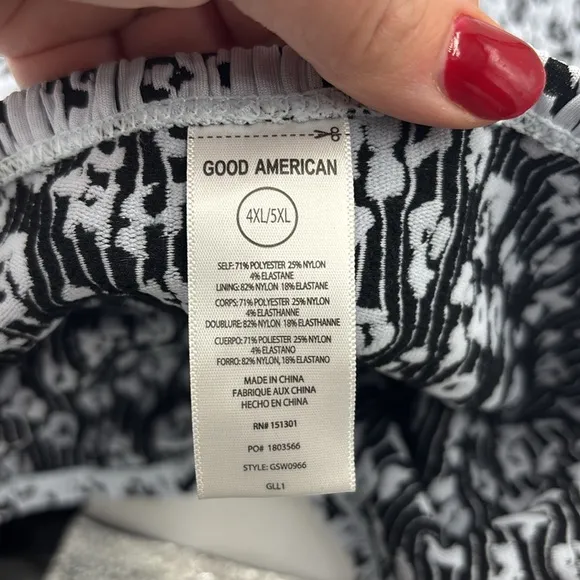 GOOD AMERICAN
4XL/5XL
SELF: 71% POLYESTER 25% NYLON
4% ELASTANE
LINING: 82% NYLON 18% ELASTANE
CORPS: 71% POLYESTER 25% NYLON
4% ELASTHANNE
DOUBLURE: 82% NYLON 18% ELASTHANNE
CUERPO: 71% POLIESTER 25% NYLON
4% ELASTANO
FORRO: 82% NYLON, 18% ELASTANO
MADE IN CHINA
FABRIQUE AUX CHINA
HECHO EN CHINA
RN# 151301
PO# 1803566
STYLE: GSW0966
GLL1